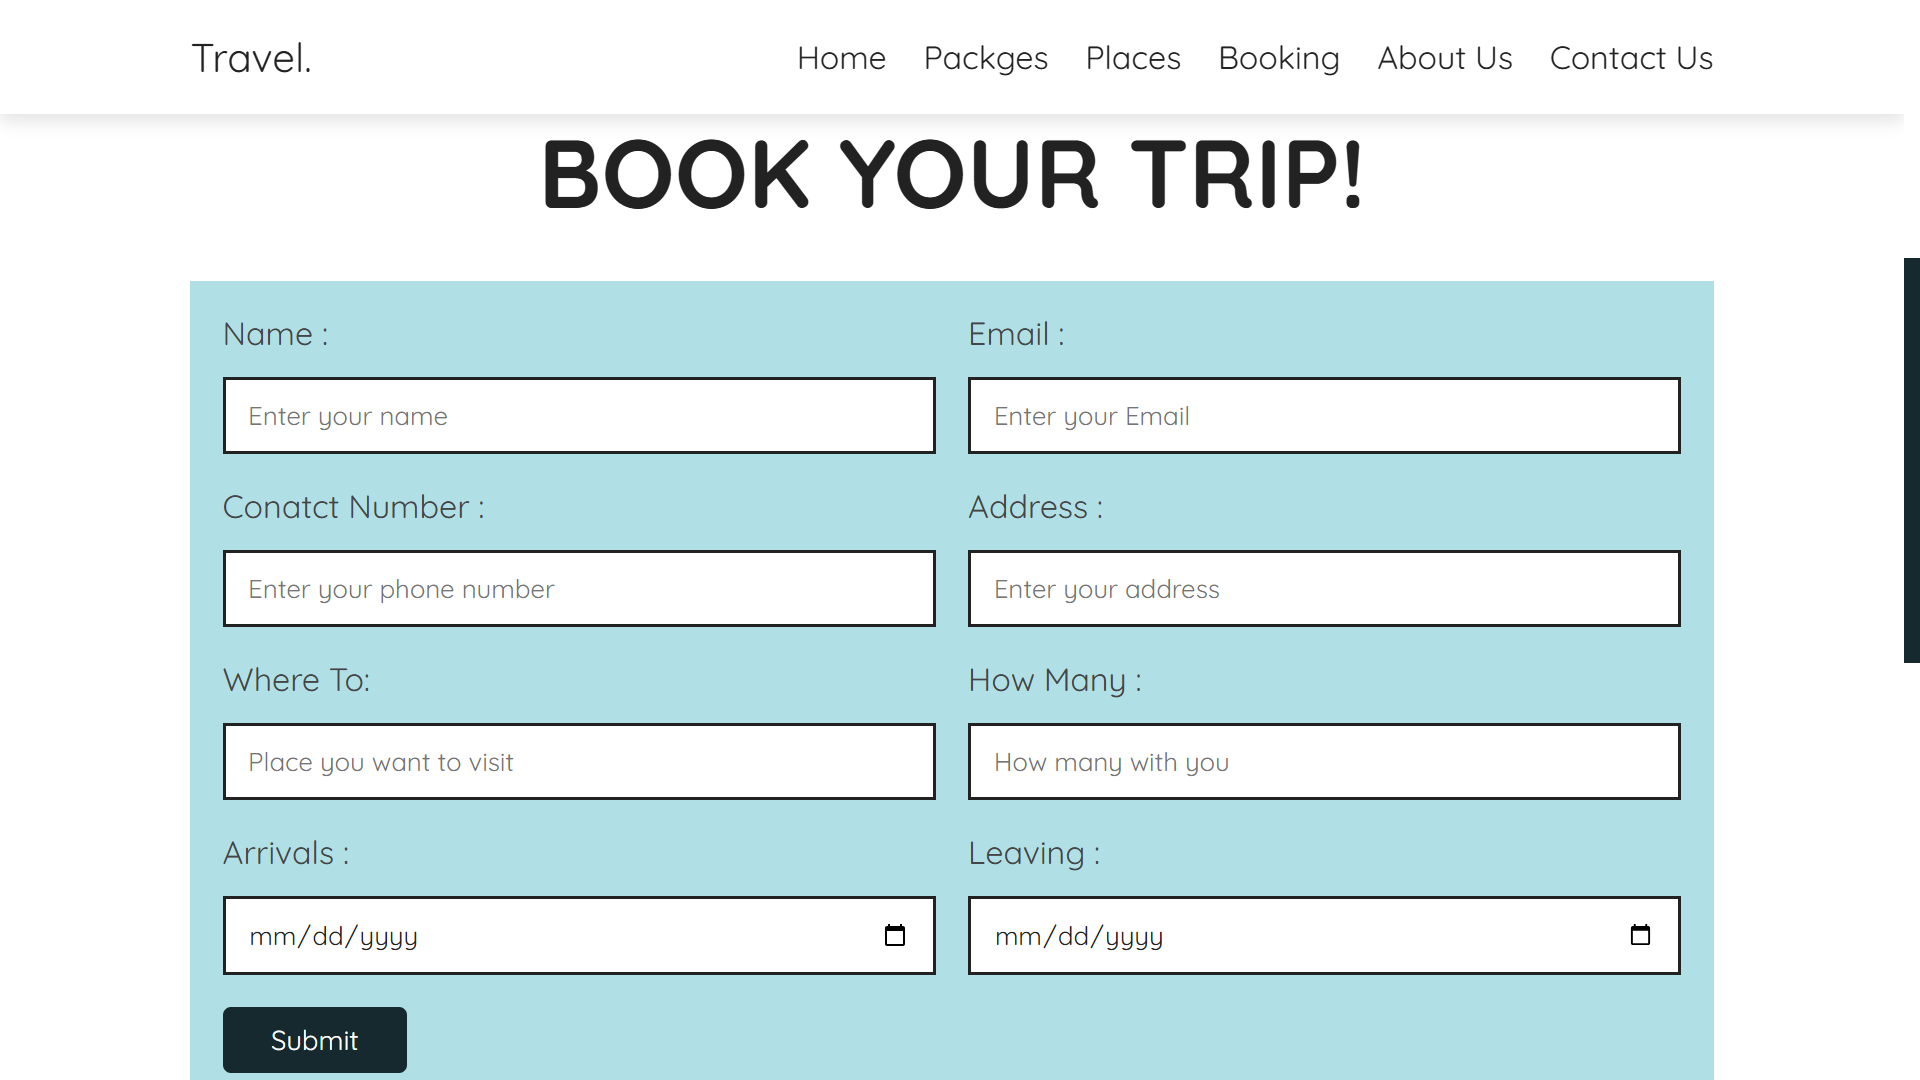 Travel.
Home Packges Places Booking About Us Contact Us
BOOK YOUR TRIP!
Name :
Email :
Enter your name
Enter your Email
Conatct Number :
Address :
Enter your phone number
Enter your address
Where To:
How Many :
Place you want to visit
How many with you
Arrivals :
Leaving :
mm/dd/yyyy
mm/dd/yyyy
Submit